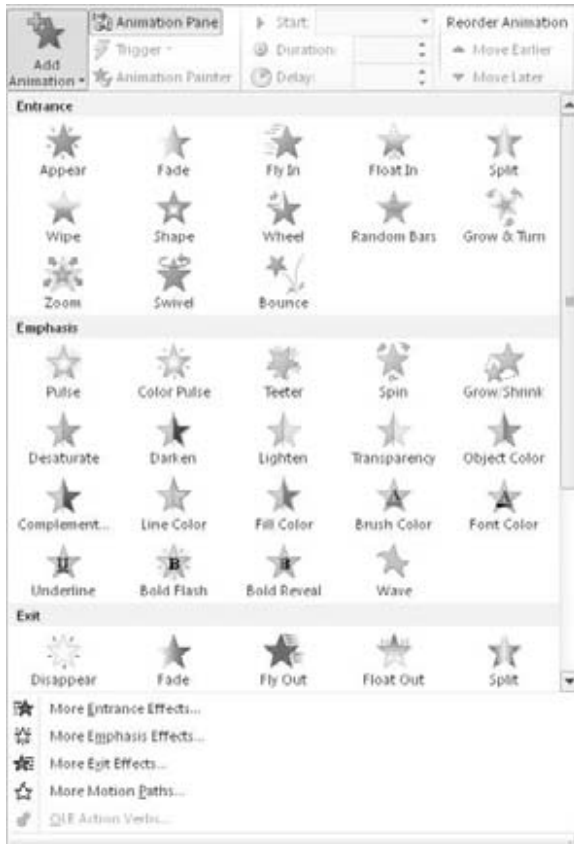 Add Animation
Animation Pane
Trigger
Animation Painter
Start:
Duration:
Delay:
Reorder Animation
Move Earlier
Move Later
Entrance
Appear Fade Fly In Float In Split
Wipe Shape Wheel Random Bars Grow & Turn
Zoom Swivel Bounce
Emphasis
Pulse Color Pulse Teeter Spin Grow/Shrink
Desaturate Darken Lighten Transparency Object Color
Complement... Line Color Fill Color Brush Color Font Color
Underline Bold Flash Bold Reveal Wave
Exit
Disappear Fade Fly Out Float Out Split
More Entrance Effects...
More Emphasis Effects...
More Exit Effects...
More Motion Paths...
OLE Action Verbs...